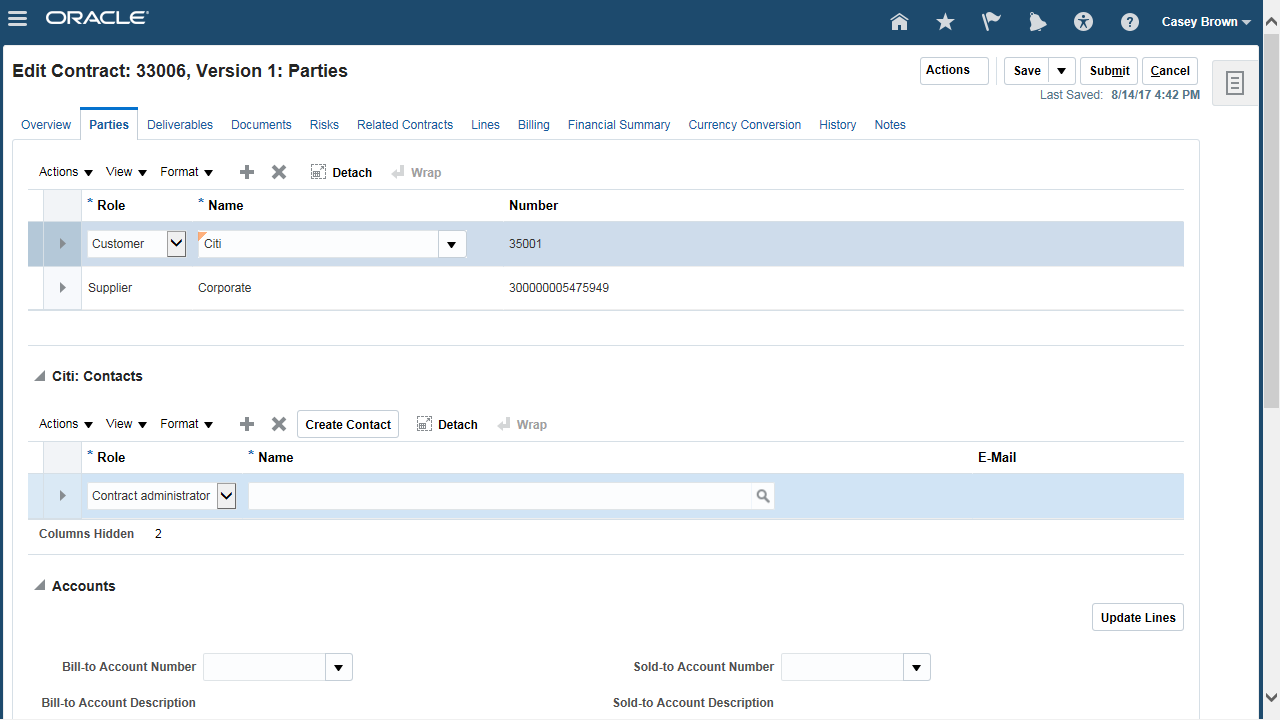 ORACLE
Casey Brown
Edit Contract: 33006, Version 1: Parties
Actions Save Submit Cancel
Last Saved: 8/14/17 4:42 PM
Overview Parties Deliverables Documents Risks Related Contracts Lines Billing Financial Summary Currency Conversion History Notes
Actions View Format Detach Wrap
* Role * Name Number
Customer Citi 35001
Supplier Corporate 300000005475949
Citi: Contacts
Actions View Format Create Contact Detach Wrap
* Role * Name E-Mail
Contract administrator
Columns Hidden 2
Accounts
Update Lines
Bill-to Account Number Sold-to Account Number
Bill-to Account Description Sold-to Account Description